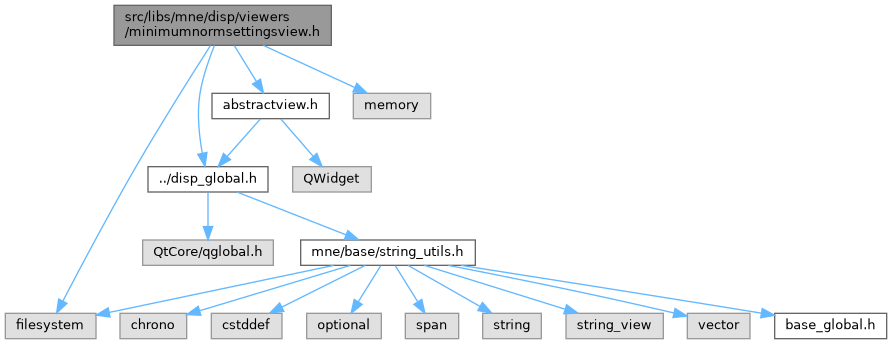 src/libs/mne/disp/viewers
/minimumnormsettingsview.h
abstractview.h
memory
../disp_global.h
QWidget
QtCore/qglobal.h
mne/base/string_utils.h
filesystem
chrono
cstddef
optional
span
string
string_view
vector
base_global.h